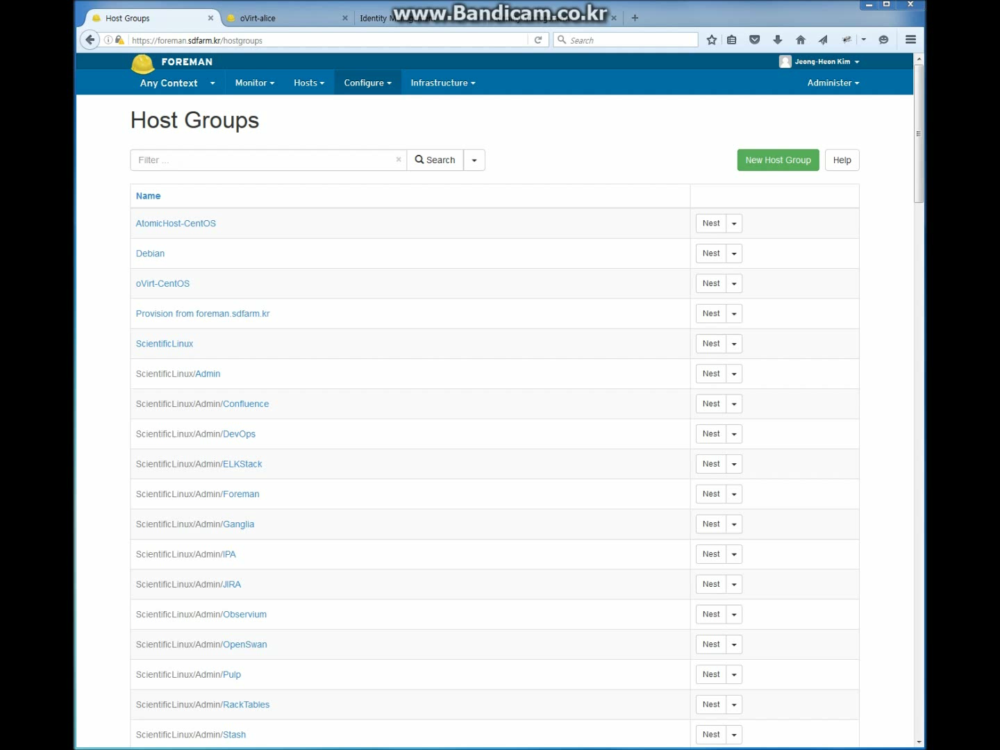 www.Bandicam.co.kr
Host Groups
oVirt-alice
https://foreman.sdfarm.kr/hostgroups
Search
FOREMAN
Jeong-Heon Kim
Any Context
Monitor
Hosts
Configure
Infrastructure
Administer
Host Groups
Filter ...
Search
New Host Group
Help
Name
AtomicHost-CentOS
Nest
Debian
Nest
oVirt-CentOS
Nest
Provision from foreman.sdfarm.kr
Nest
ScientificLinux
Nest
ScientificLinux/Admin
Nest
ScientificLinux/Admin/Confluence
Nest
ScientificLinux/Admin/DevOps
Nest
ScientificLinux/Admin/ELKStack
Nest
ScientificLinux/Admin/Foreman
Nest
ScientificLinux/Admin/Ganglia
Nest
ScientificLinux/Admin/IPA
Nest
ScientificLinux/Admin/JIRA
Nest
ScientificLinux/Admin/Observium
Nest
ScientificLinux/Admin/OpenSwan
Nest
ScientificLinux/Admin/Pulp
Nest
ScientificLinux/Admin/RackTables
Nest
ScientificLinux/Admin/Stash
Nest